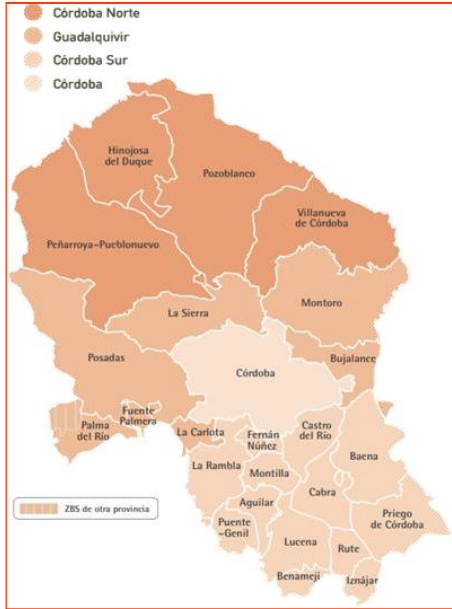 Córdoba Norte
Guadalquivir
Córdoba Sur
Córdoba
Hinojosa
del Duque
Pozoblanco
Villanueva
de Córdoba
Peñarroya-Pueblonuevo
La Sierra
Montoro
Posadas
Córdoba
Bujalance
Palma
del Río
Fuente
Palmera
La Carlota
Fernán
Núñez
Castro
del Río
Baena
La Rambla
Montilla
Cabra
Aguilar
Priego
de Córdoba
Puente
-Genil
Lucena
Rute
Benamejí
Iznájar
ZBS de otra provincia